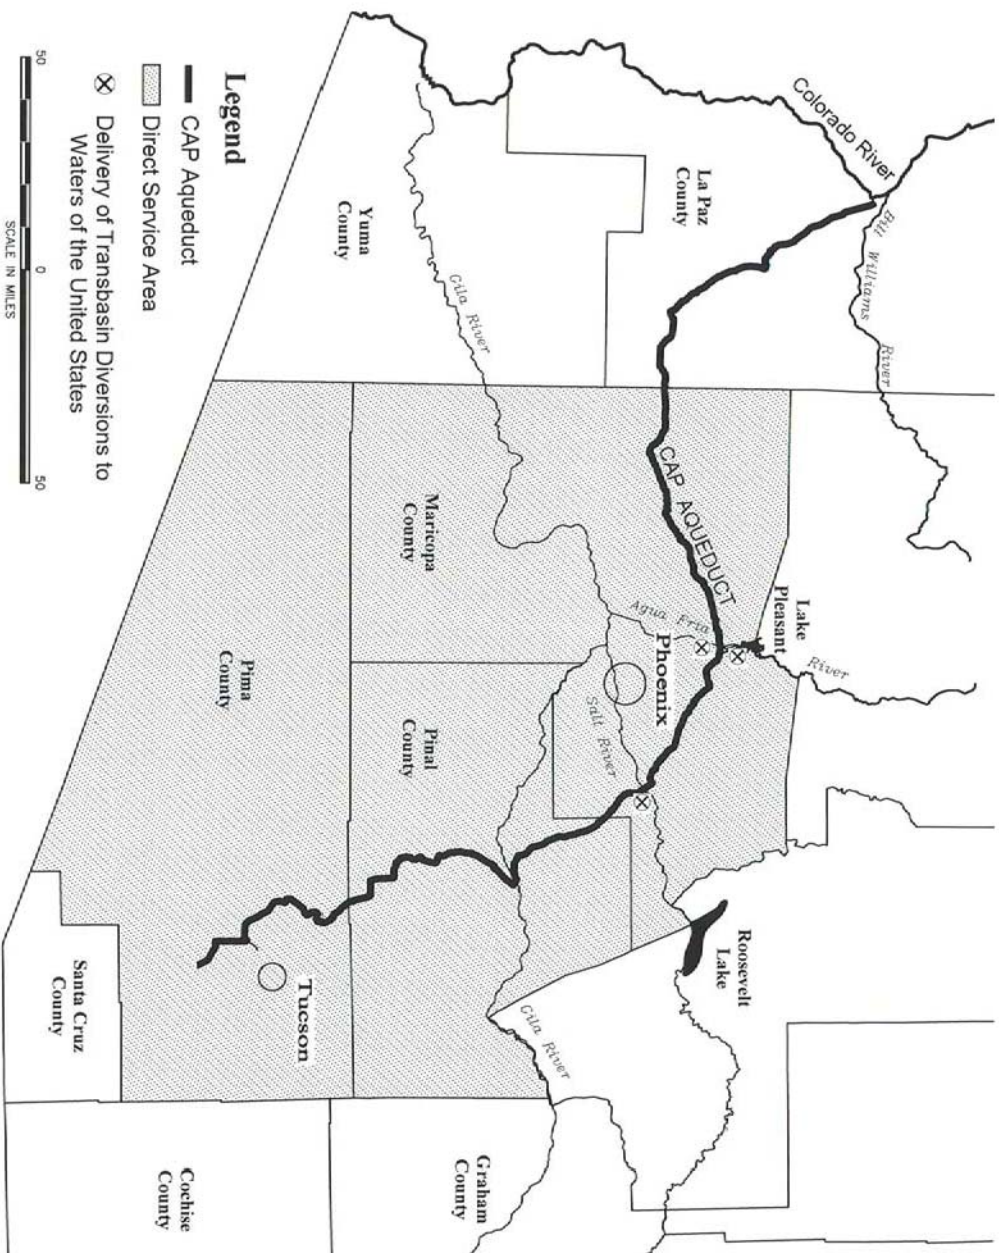 Colorado River
Bill Williams River
La Paz
County
Yuma
County
Gila River
CAP AQUEDUCT
Lake
Pleasant
Agua Fria
River
Phoenix
Salt River
Maricopa
County
Pinal
County
Pima
County
Roosevelt
Lake
Gila River
Tucson
Santa Cruz
County
Graham
County
Cochise
County
Legend
CAP Aqueduct
Direct Service Area
Delivery of Transbasin Diversions to
Waters of the United States
50 0 50
SCALE IN MILES